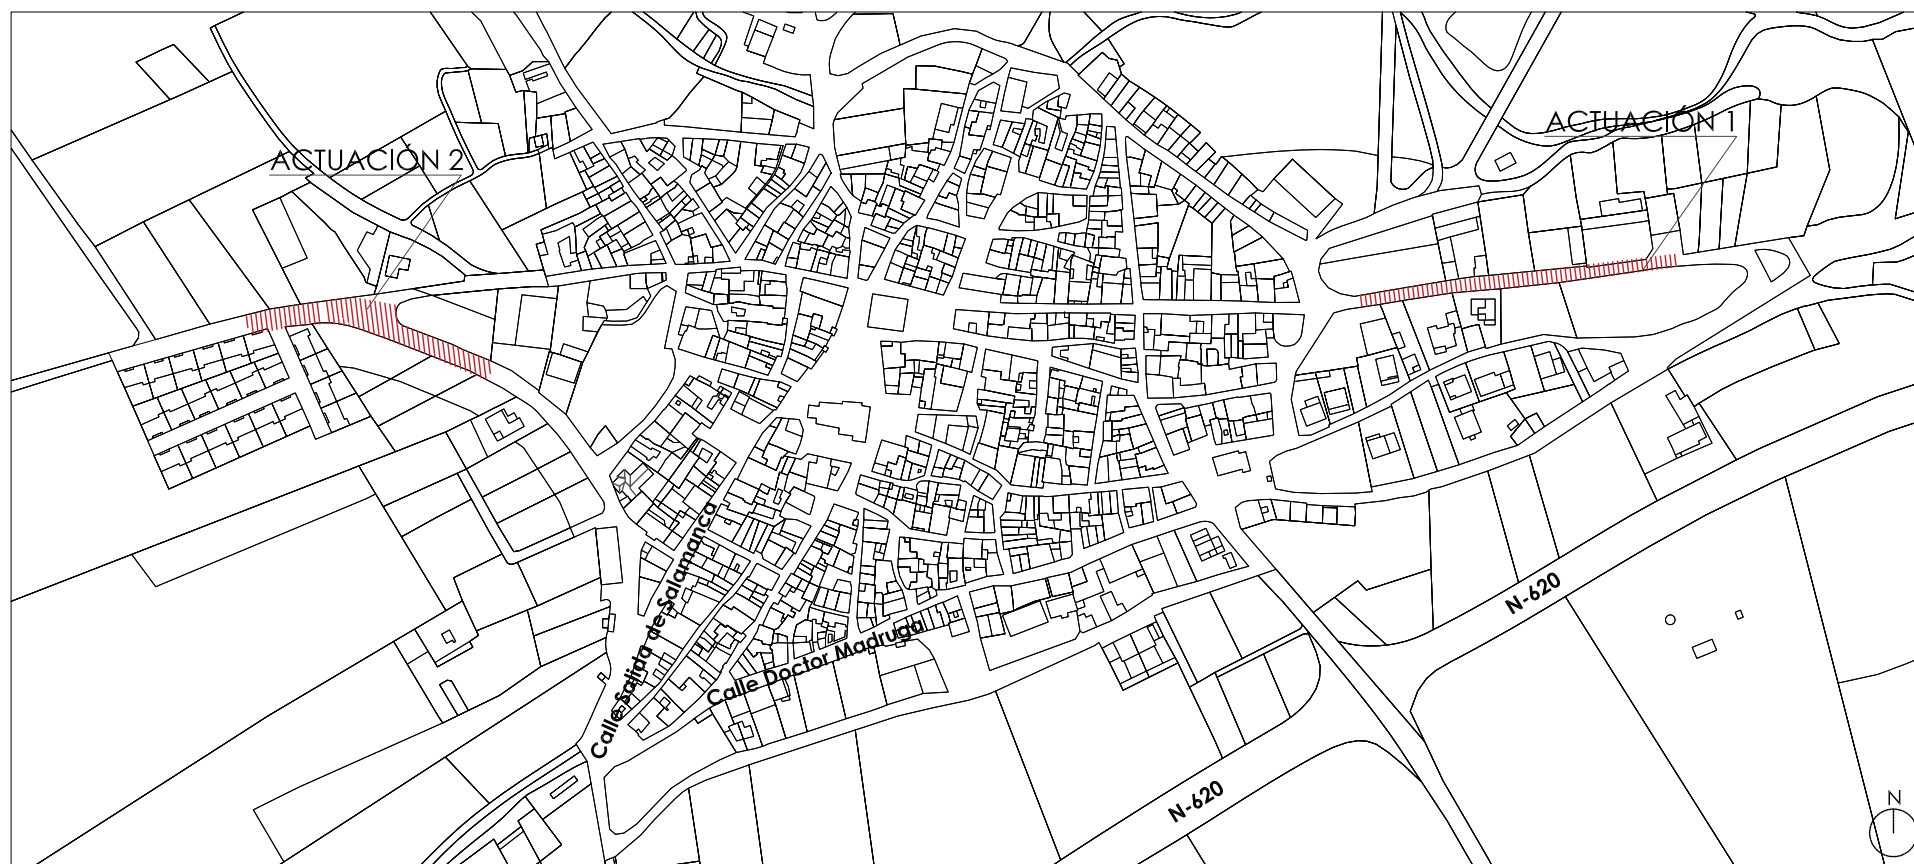 ACTUACIÓN 1
ACTUACIÓN 2
Calle Salida de Salamanca
Calle Doctor Madruga
N-620
N-620
N